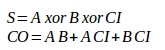 S=A xor B xor CI
CO=A B+A CI+B CI